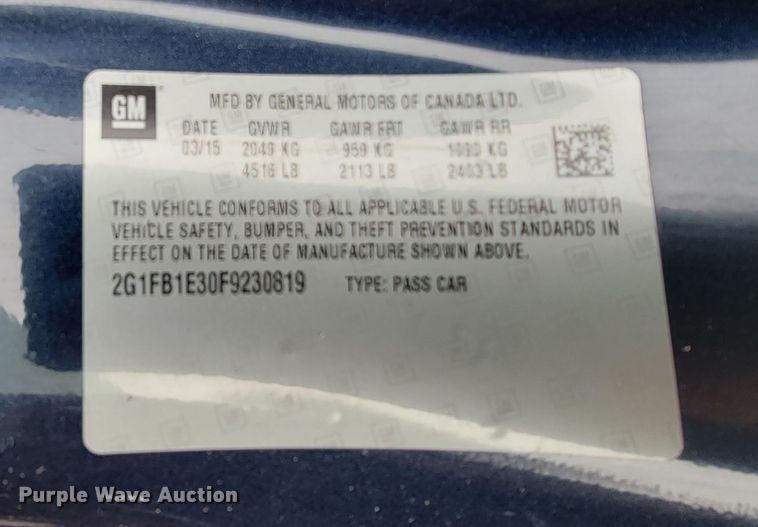 GM
MFD BY GENERAL MOTORS OF CANADA LTD.
DATE GVWR GAWR FRT GAWR RR
03/15 2049 KG 959 KG 1090 KG
4516 LB 2113 LB 2403 LB
THIS VEHICLE CONFORMS TO ALL APPLICABLE U.S. FEDERAL MOTOR
VEHICLE SAFETY, BUMPER, AND THEFT PREVENTION STANDARDS IN
EFFECT ON THE DATE OF MANUFACTURE SHOWN ABOVE.
2G1FB1E30F9230819 TYPE: PASS CAR
Purple Wave Auction